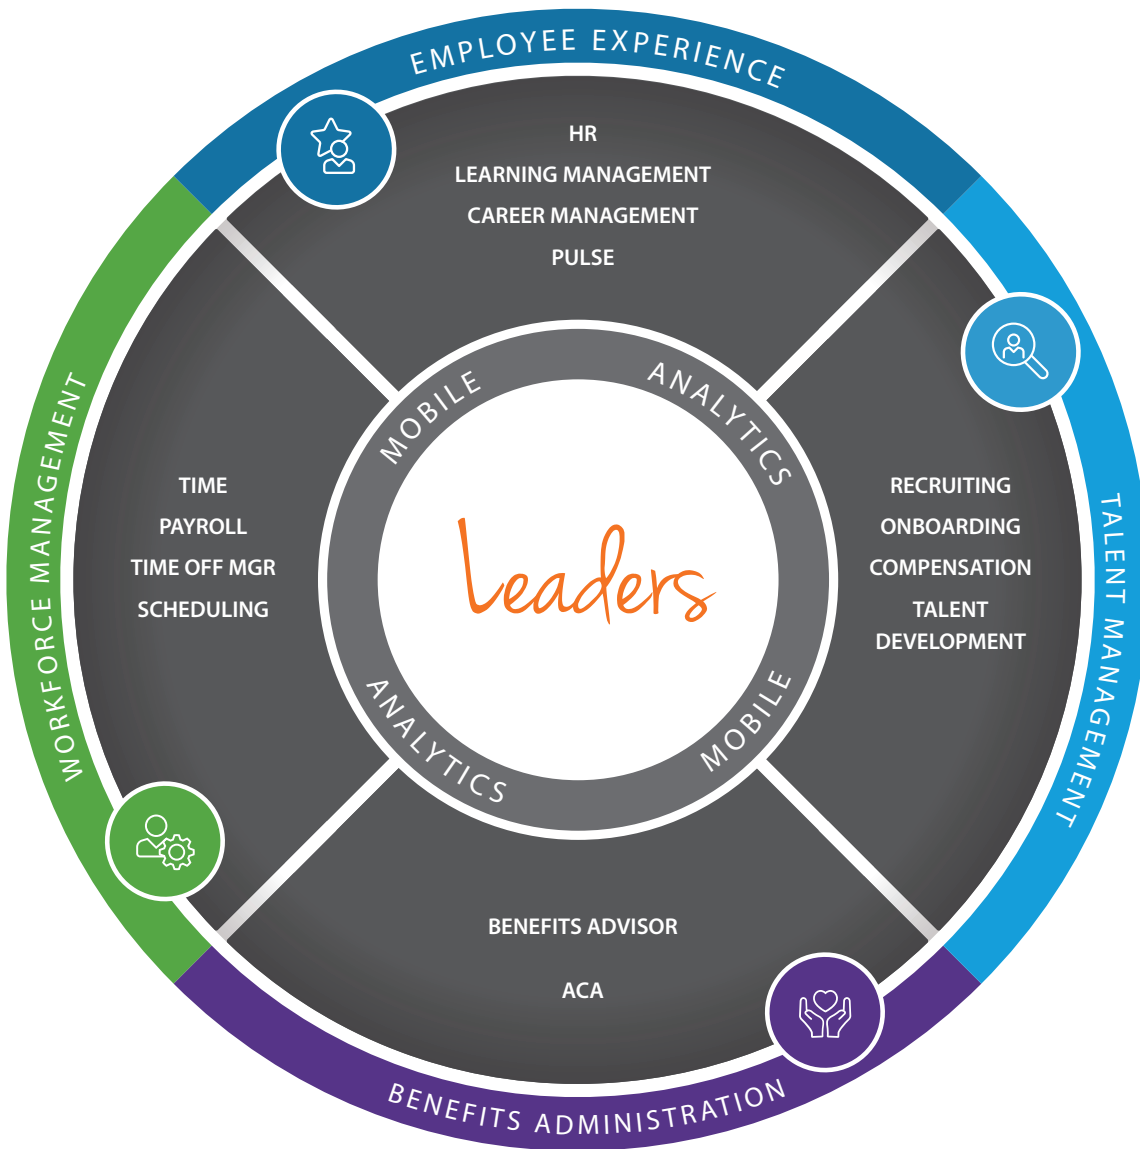 EMPLOYEE EXPERIENCE
HR
LEARNING MANAGEMENT
CAREER MANAGEMENT
PULSE
MOBILE
ANALYTICS
WORKFORCE MANAGEMENT
TIME
PAYROLL
TIME OFF MGR
SCHEDULING
Leaders
RECRUITING
ONBOARDING
COMPENSATION
TALENT
DEVELOPMENT
TALENT MANAGEMENT
ANALYTICS
MOBILE
BENEFITS ADVISOR
ACA
BENEFITS ADMINISTRATION